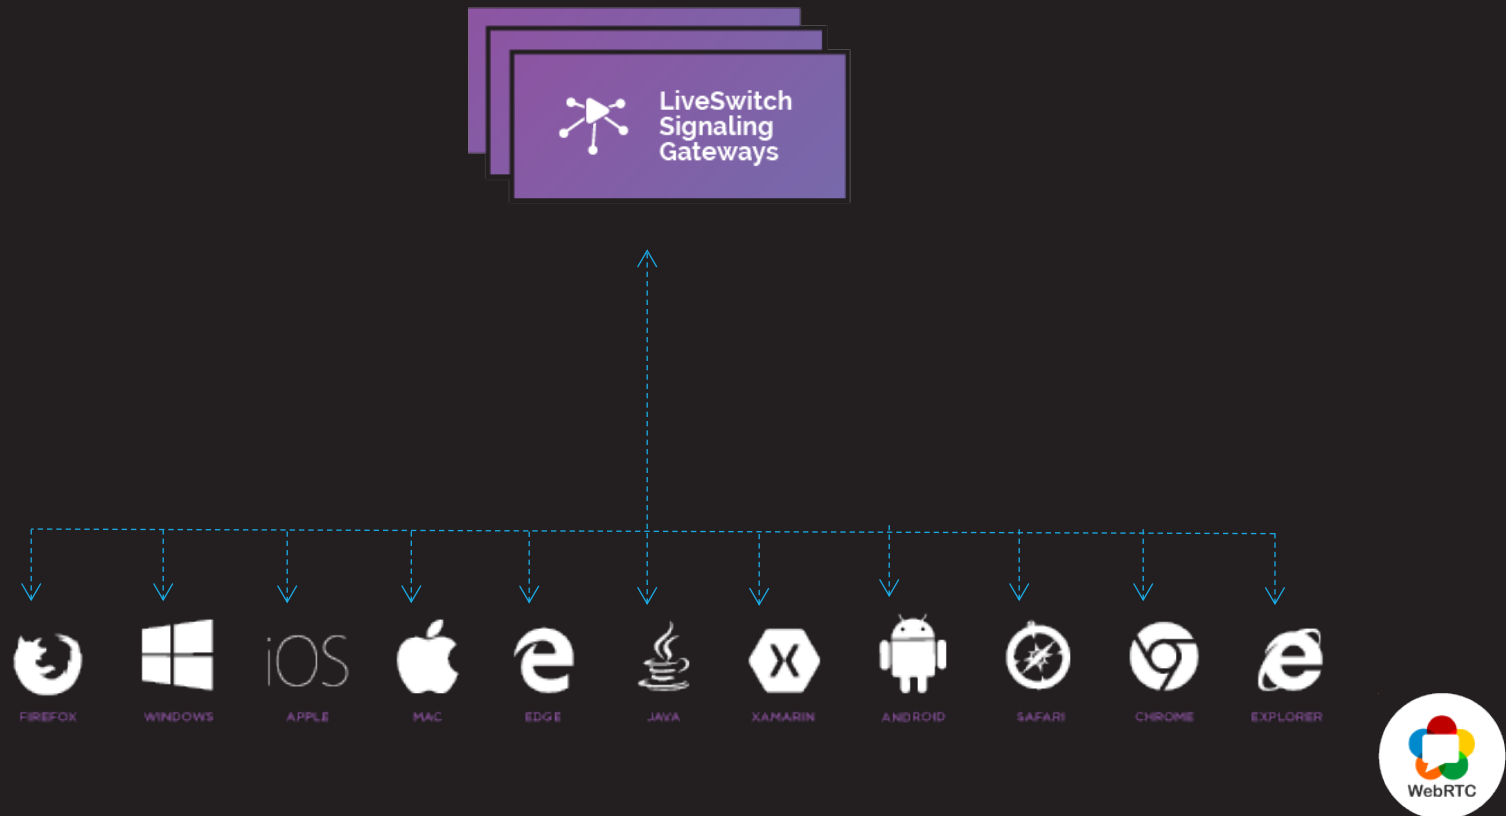 LiveSwitch
Signaling
Gateways
iOS
FIREFOX
WINDOWS
APPLE
MAC
EDGE
JAVA
XAMARIN
ANDROID
SAFARI
CHROME
EXPLORER
WebRTC